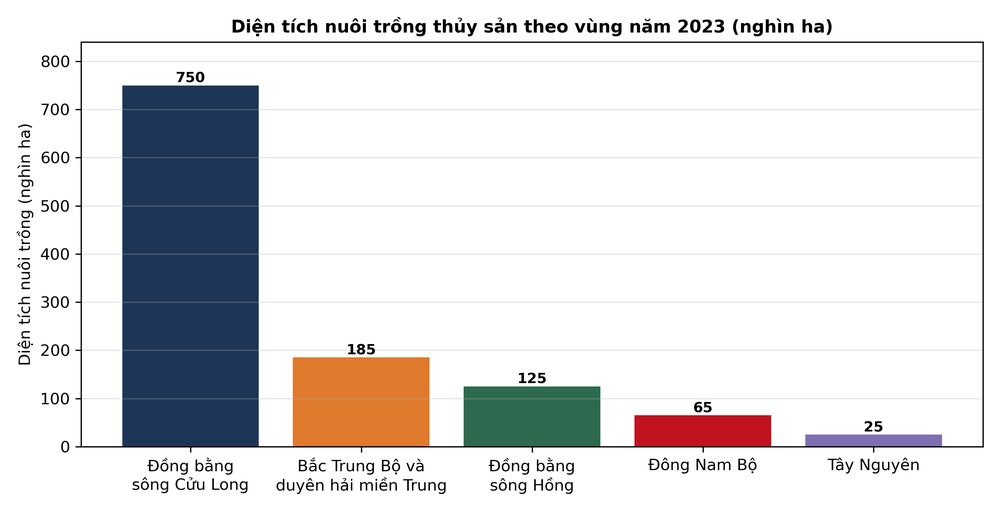 Diện tích nuôi trồng thủy sản theo vùng năm 2023 (nghìn ha)
Diện tích nuôi trồng (nghìn ha)
800
700
600
500
400
300
200
100
0
750
185
125
65
25
Đồng bằng
sông Cửu Long
Bắc Trung Bộ và
duyên hải miền Trung
Đồng bằng
sông Hồng
Đông Nam Bộ
Tây Nguyên